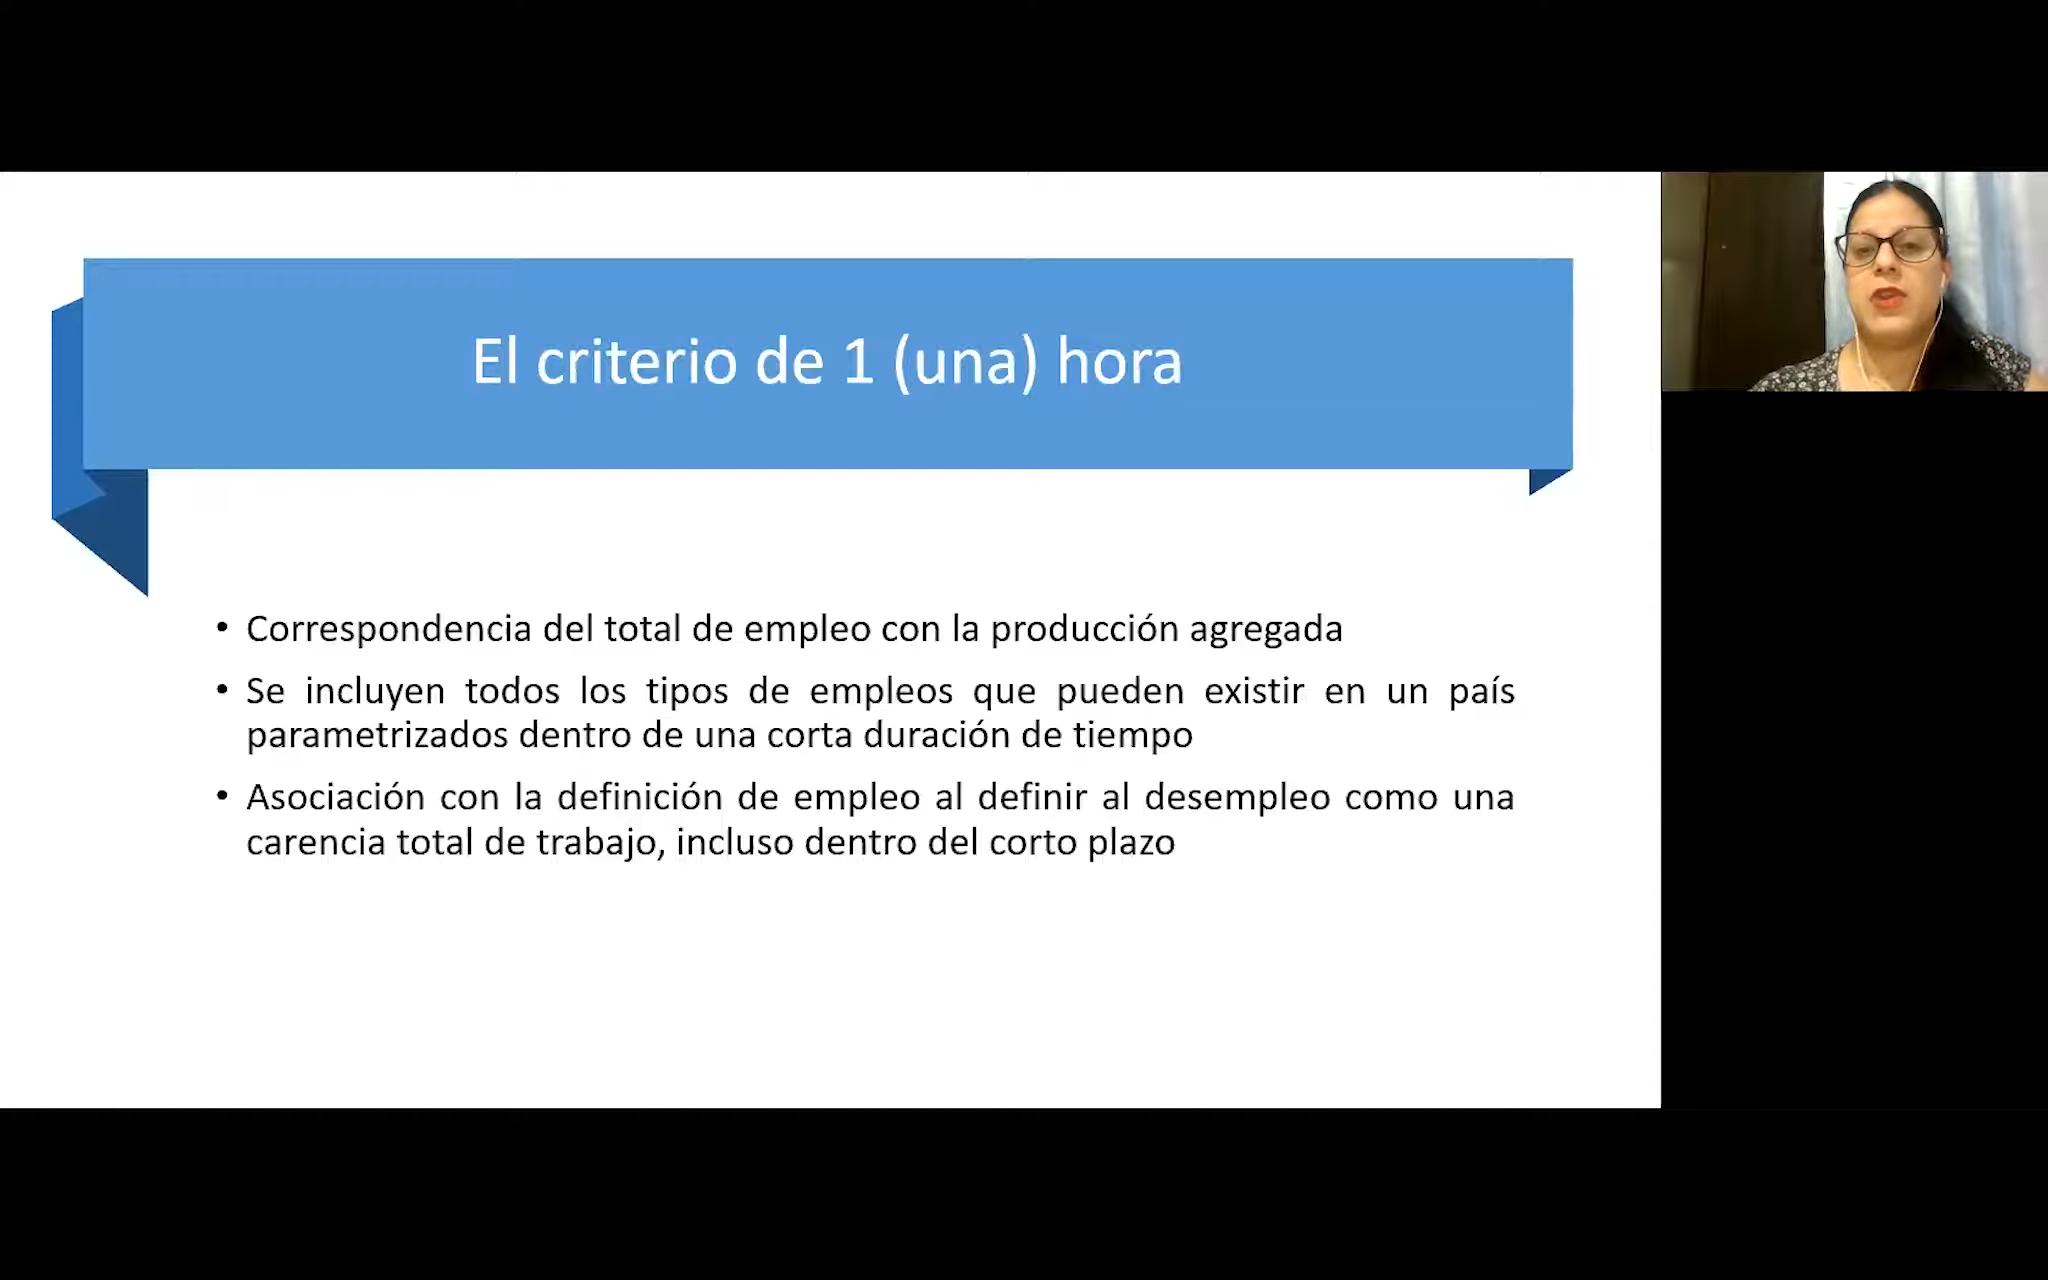 El criterio de 1 (una) hora
• Correspondencia del total de empleo con la producción agregada
• Se incluyen todos los tipos de empleos que pueden existir en un país
parametrizados dentro de una corta duración de tiempo
• Asociación con la definición de empleo al definir al desempleo como una
carencia total de trabajo, incluso dentro del corto plazo